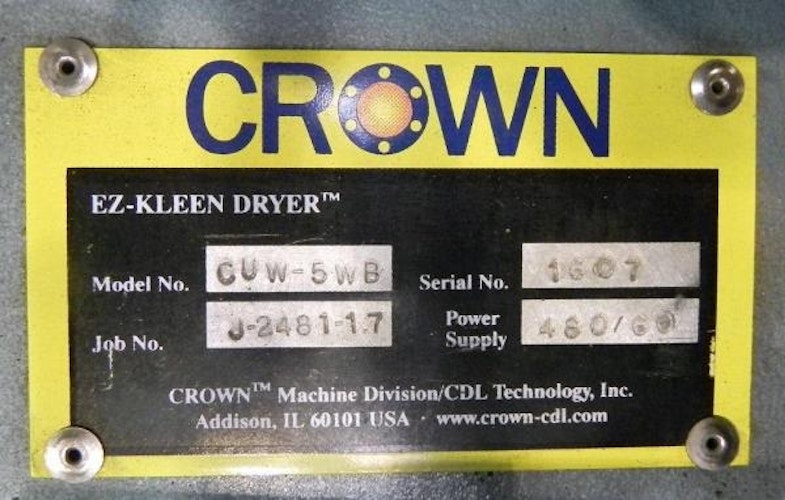 CROWN
EZ-KLEEN DRYER™
Model No. CUW-5WB Serial No. 1607
Job No. J-2481-17 Power Supply 480/60
CROWN™ Machine Division/CDL Technology, Inc.
Addison, IL 60101 USA · www.crown-cdl.com